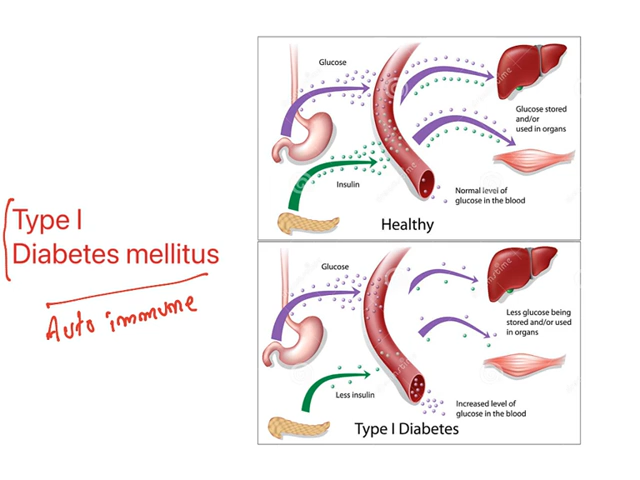 Type I
Diabetes mellitus
Auto immune
Glucose
Insulin
Glucose stored
and/or
used in organs
Normal level of
glucose in the blood
Healthy
Glucose
Less insulin
Less glucose being
stored and/or used
in organs
Increased level of
glucose in the blood
Type I Diabetes